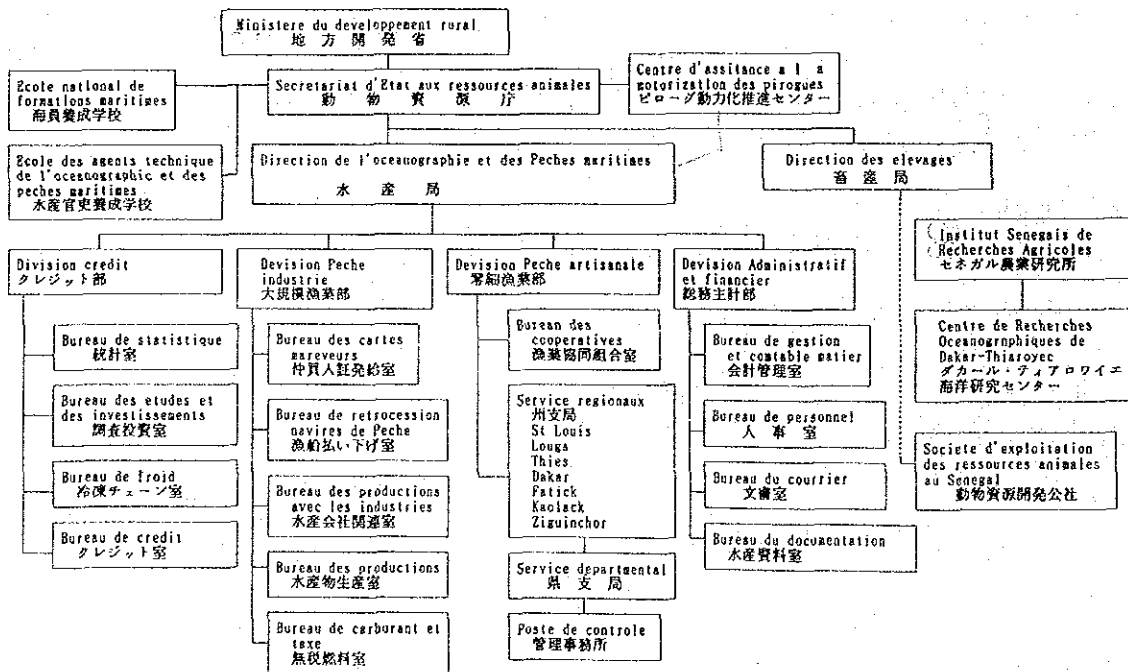 Ministere du developpement rural
地方開発省
Ecole national de
formations maritimes
海員養成学校
Secretariat d'Etat aux ressources animales
動物資源庁
Centre d'assitance a l a
motorization des pirogues
ピローグ動力化推進センター
Ecole des agents technique
de l'oceanographic et des
peches maritimes
水産官吏養成学校
Direction de l'oceanographie et des Peches maritimes
水産局
Direction des elevages
畜産局
Institut Senegais de
Recherches Agricoles
セネガル農業研究所
Division credit
クレジット部
Devision Peche
industrie
大規模漁業部
Devision Peche artisanale
零細漁業部
Devision Administratif
et financier
総務主計部
Centre de Recherches
Oceanographiques de
Dakar-Thiaroyec
ダカール・ティアロワイエ
海洋研究センター
Bureau de statistique
統計室
Bureau des etudes et
des investissements
調査投資室
Bureau de froid
冷凍チェーン室
Bureau de credit
クレジット室
Bureau des cartes
mareyeurs
仲買人証発給室
Bureau de retrocession
navires de Peche
漁船払い下げ室
Bureau des productions
avec les industries
水産会社関連室
Bureau des productions
水産物生産室
Bureau de carburant et
taxe
無税燃料室
Bureau des
cooperatives
漁業協同組合室
Service regionaux
州支局
St Louis
Louga
Thies
Dakar
Fatick
Kaolack
Ziguinchor
Service departmental
県支局
Poste de controle
管理事務所
Bureau de gestion
et comtable matier
会計管理室
Bureau de personnel
人事室
Bureau du courrier
文書室
Bureau du documentation
水産資料室
Societe d'exploitation
des ressources animales
au Senegal
動物資源開発公社